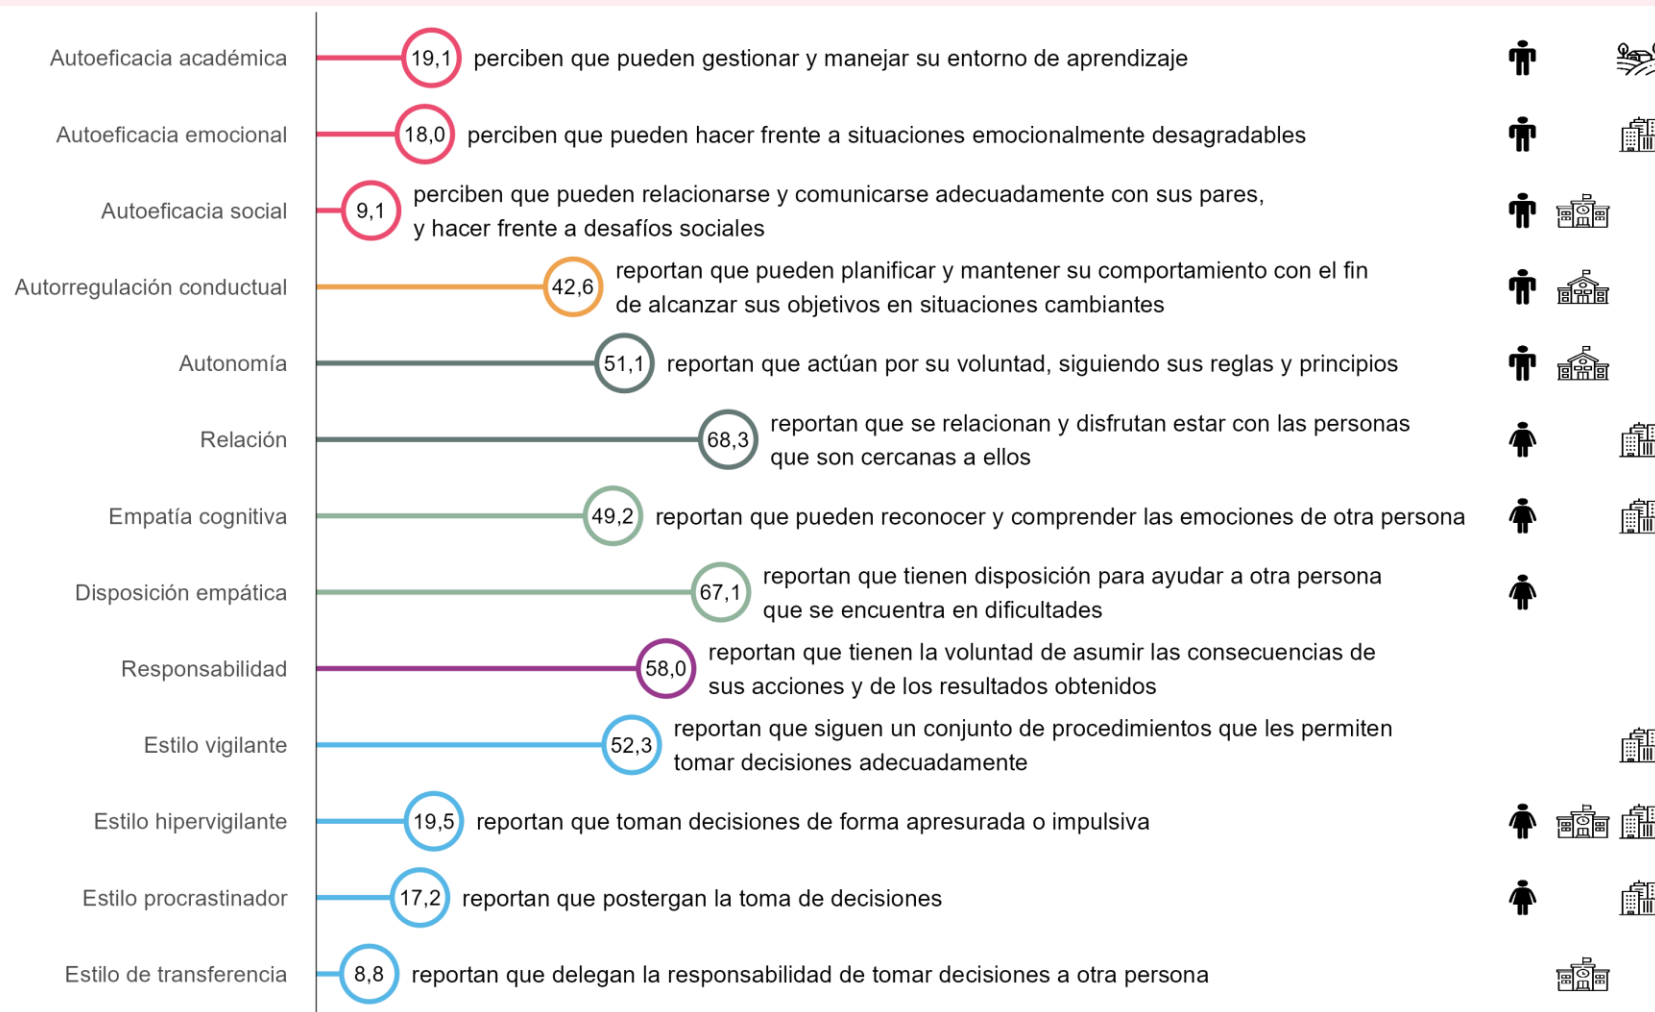 Autoeficacia académica
19,1
perciben que pueden gestionar y manejar su entorno de aprendizaje
Autoeficacia emocional
18,0
perciben que pueden hacer frente a situaciones emocionalmente desagradables
Autoeficacia social
9,1
perciben que pueden relacionarse y comunicarse adecuadamente con sus pares,
y hacer frente a desafíos sociales
Autorregulación conductual
42,6
reportan que pueden planificar y mantener su comportamiento con el fin
de alcanzar sus objetivos en situaciones cambiantes
Autonomía
51,1
reportan que actúan por su voluntad, siguiendo sus reglas y principios
Relación
68,3
reportan que se relacionan y disfrutan estar con las personas
que son cercanas a ellos
Empatía cognitiva
49,2
reportan que pueden reconocer y comprender las emociones de otra persona
Disposición empática
67,1
reportan que tienen disposición para ayudar a otra persona
que se encuentra en dificultades
Responsabilidad
58,0
reportan que tienen la voluntad de asumir las consecuencias de
sus acciones y de los resultados obtenidos
Estilo vigilante
52,3
reportan que siguen un conjunto de procedimientos que les permiten
tomar decisiones adecuadamente
Estilo hipervigilante
19,5
reportan que toman decisiones de forma apresurada o impulsiva
Estilo procrastinador
17,2
reportan que postergan la toma de decisiones
Estilo de transferencia
8,8
reportan que delegan la responsabilidad de tomar decisiones a otra persona